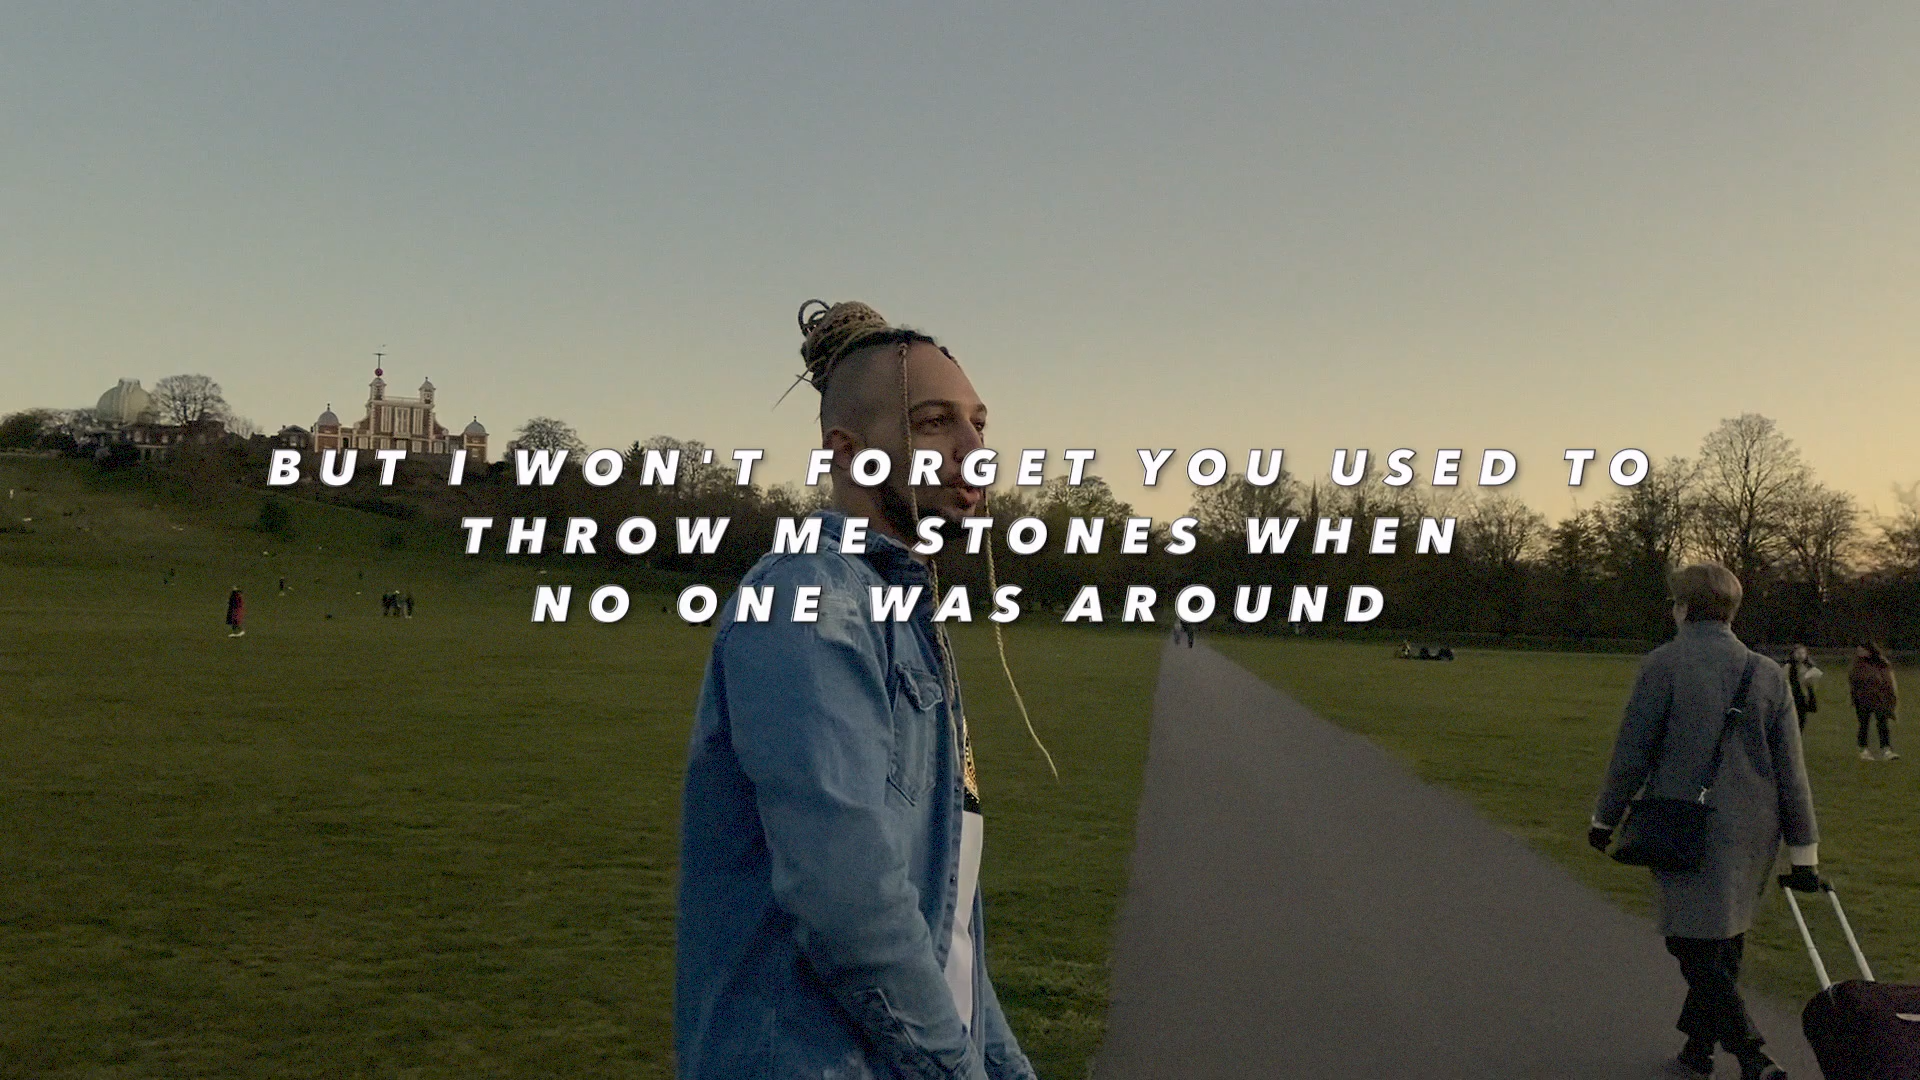 BUT I WON'T FORGET YOU USED TO
THROW ME STONES WHEN
NO ONE WAS AROUND